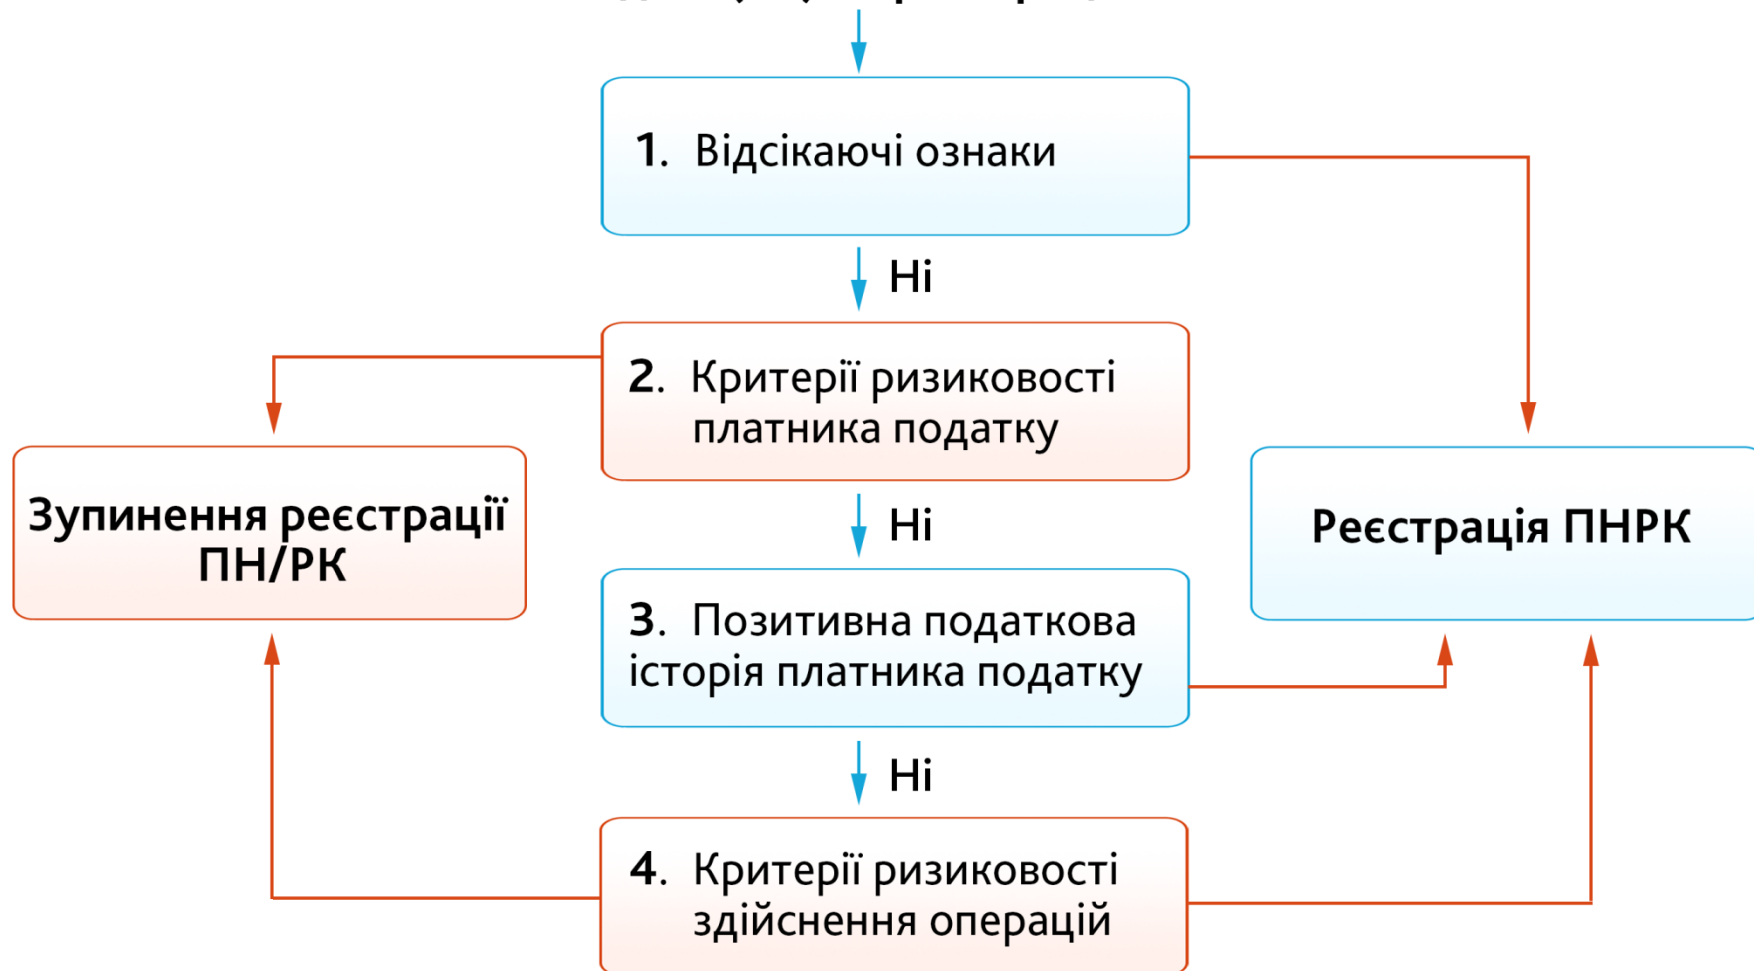 1. Відсікаючі ознаки
Ні
2. Критерії ризиковості
платника податку
Зупинення реєстрації
ПН/РК
Реєстрація ПНРК
Ні
3. Позитивна податкова
історія платника податку
Ні
4. Критерії ризиковості
здійснення операцій